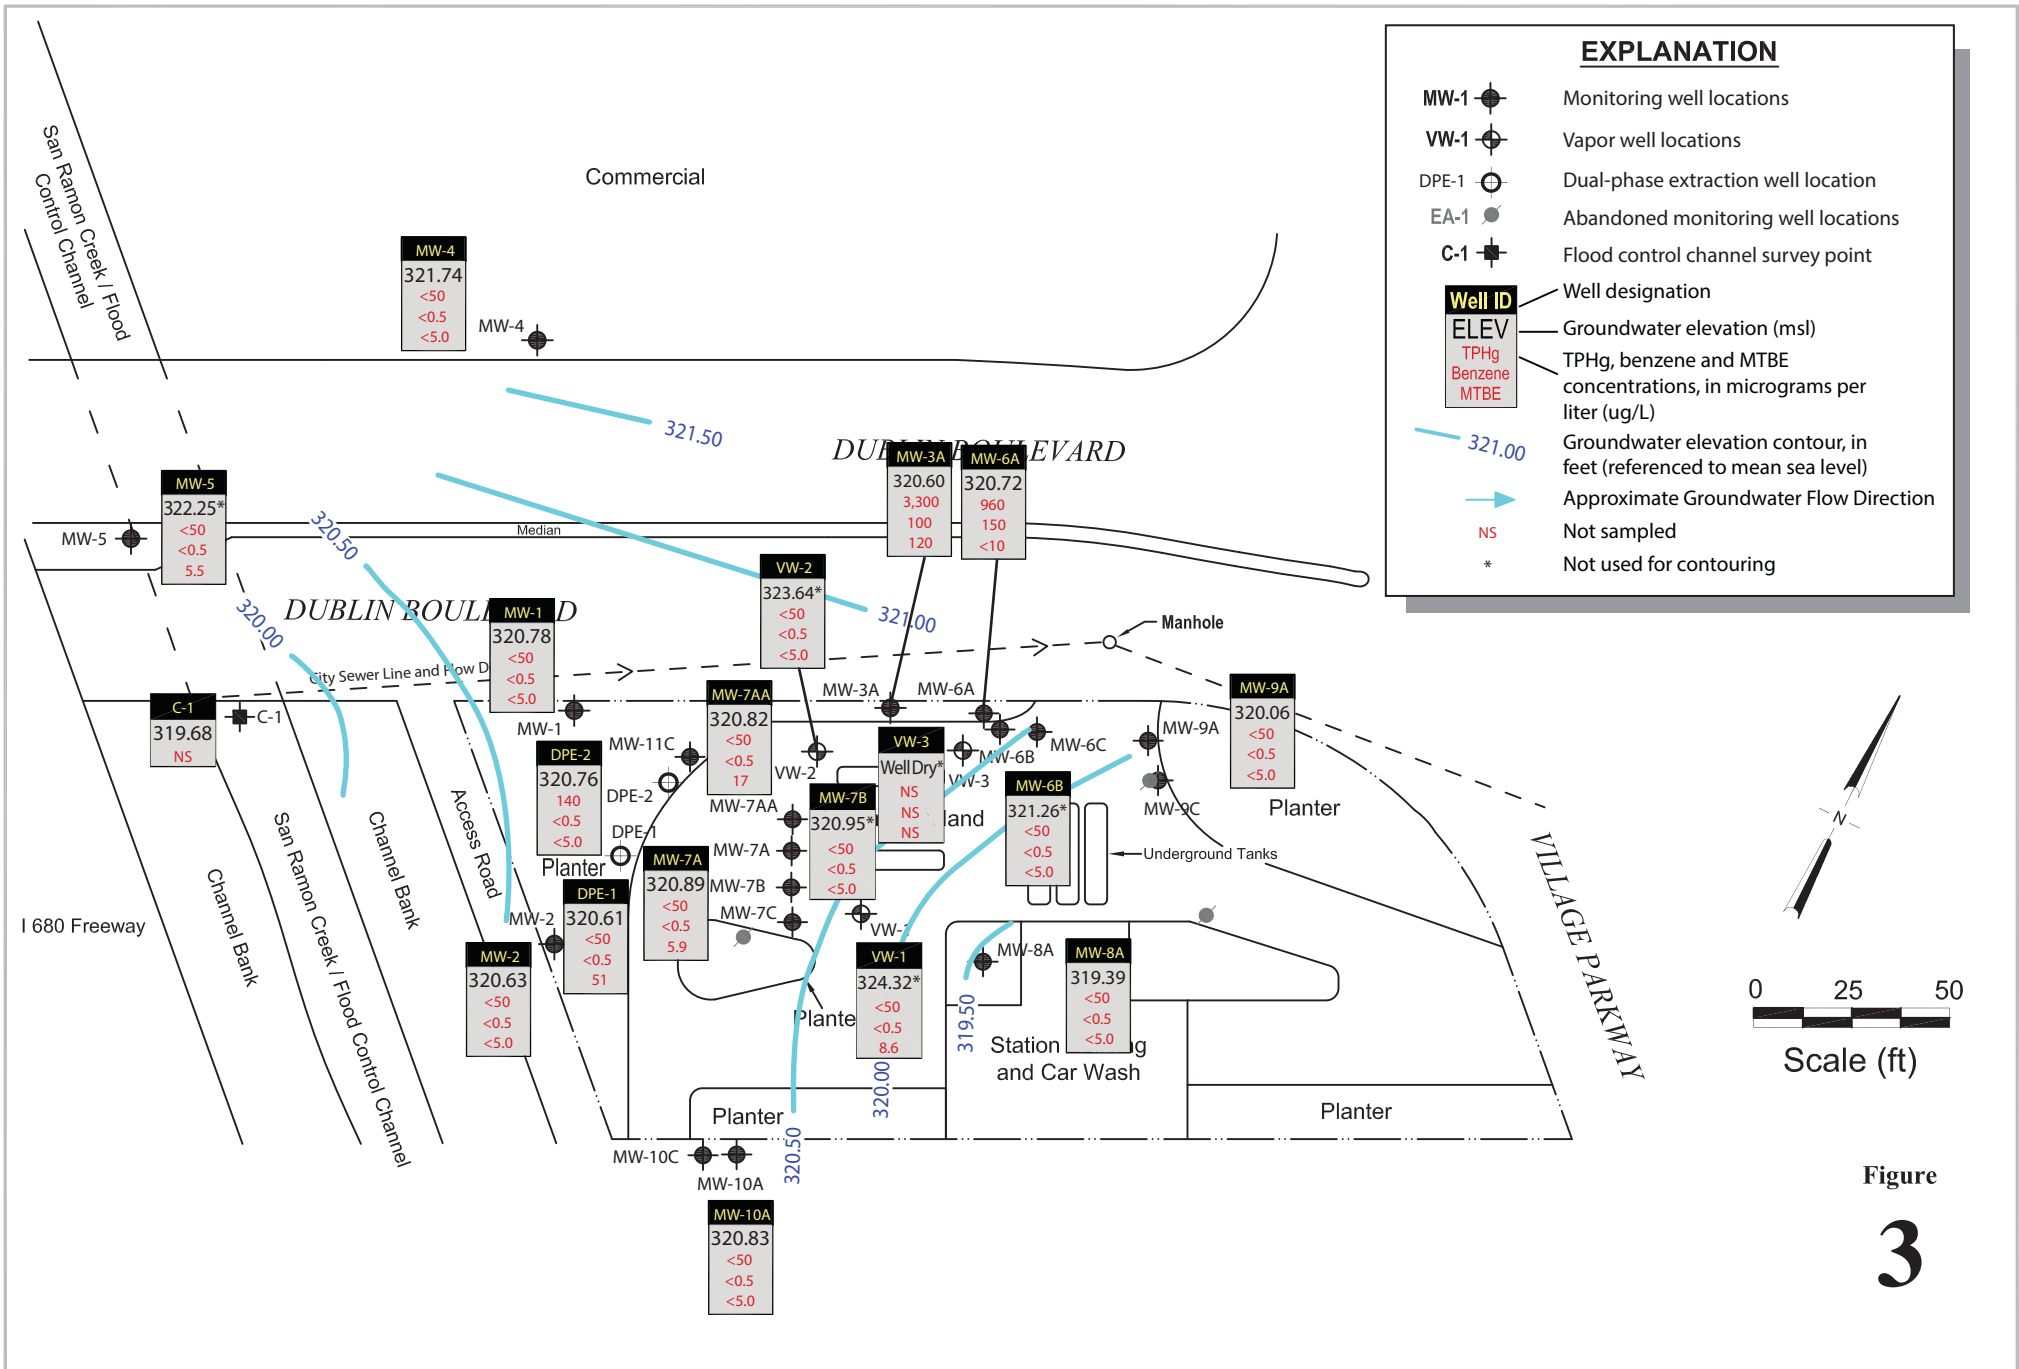 EXPLANATION
MW-1 Monitoring well locations
VW-1 Vapor well locations
DPE-1 Dual-phase extraction well location
EA-1 Abandoned monitoring well locations
C-1 Flood control channel survey point
Well ID
ELEV
TPHg
Benzene
MTBE
Well designation
Groundwater elevation (msl)
TPHg, benzene and MTBE
concentrations, in micrograms per
liter (ug/L)
321.00
Groundwater elevation contour, in
feet (referenced to mean sea level)
Approximate Groundwater Flow Direction
NS Not sampled
* Not used for contouring
San Ramon Creek / Flood
Control Channel
Commercial
MW-4
321.74
<50
<0.5
<5.0
MW-4
321.50
DUBLIN BOULEVARD
MW-3A
320.60
3,300
100
120
MW-6A
320.72
960
150
<10
MW-5
322.25*
<50
<0.5
5.5
MW-5
Median
320.50
320.00
DUBLIN BOUL
D
MW-1
320.78
<50
<0.5
<5.0
VW-2
323.64*
<50
<0.5
<5.0
321.00
Manhole
City Sewer Line and Flow D
C-1
319.68
NS
C-1
MW-1
MW-11C
MW-7AA
320.82
<50
<0.5
17
MW-3A
MW-6A
MW-9A
320.06
<50
<0.5
<5.0
MW-9A
MW-6C
MW-6B
VW-2
VW-3
Well Dry*
NS
NS
NS
VW-3
DPE-2
320.76
140
<0.5
<5.0
DPE-2
DPE-1
Planter
MW-7AA
MW-7A
MW-7B
MW-7C
MW-7B
320.95*
<50
<0.5
<5.0
land
MW-6B
321.26*
<50
<0.5
<5.0
MW-9C
Planter
Underground Tanks
MW-7A
320.89
<50
<0.5
5.9
DPE-1
320.61
<50
<0.5
51
MW-2
MW-2
320.63
<50
<0.5
<5.0
VW-1
VW-1
324.32*
<50
<0.5
8.6
MW-8A
MW-8A
319.39
<50
<0.5
<5.0
319.50
320.00
320.50
Plante
Station
g
and Car Wash
Planter
Planter
MW-10C
MW-10A
MW-10A
320.83
<50
<0.5
<5.0
I 680 Freeway
Channel Bank
San Ramon Creek / Flood Control Channel
Channel Bank
Access Road
VILLAGE PARKWAY
N
0 25 50
Scale (ft)
Figure
3